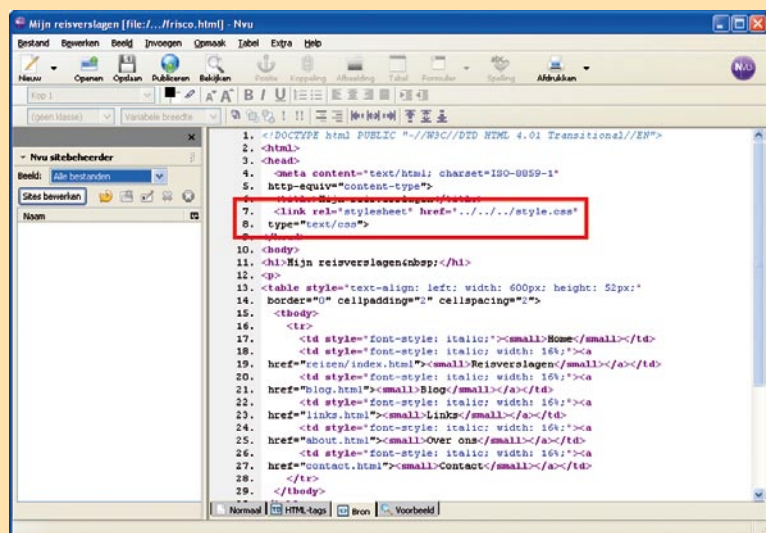 Mijn reisverslagen [file:/.../frisco.html] - Nvu
Bestand Bewerken Beeld Invoegen Opmaak Tabel Extra Help
Nieuw Openen Opslaan Publiceren Bekijken Positie Koppeling Afbeelding Tabel Formulier Spelling Afdrukken NVU
Kop 1
(geen klasse) Variabele breedte
Nvu sitebeheerder
Beeld: Alle bestanden
Sites bewerken
Naam
1. <!DOCTYPE html PUBLIC "-//W3C//DTD HTML 4.01 Transitional//EN">
2. <html>
3. <head>
4. <meta content="text/html; charset=ISO-8859-1"
5. http-equiv="content-type">
6. <title>Mijn reisverslagen</title>
7. <link rel="stylesheet" href="../../../style.css"
8. type="text/css">
9. </head>
10. <body>
11. <h1>Mijn reisverslagen&nbsp;</h1>
12. <p>
13. <table style="text-align: left; width: 600px; height: 52px;"
14. border="0" cellpadding="2" cellspacing="2">
15. <tbody>
16. <tr>
17. <td style="font-style: italic;"><small>Home</small></td>
18. <td style="font-style: italic; width: 16%;"><a
19. href="reizen/index.html"><small>Reisverslagen</small></a></td>
20. <td style="font-style: italic; width: 16%;"><a
21. href="blog.html"><small>Blog</small></a></td>
22. <td style="font-style: italic; width: 16%;"><a
23. href="links.html"><small>Links</small></a></td>
24. <td style="font-style: italic; width: 16%;"><a
25. href="about.html"><small>Over ons</small></a></td>
26. <td style="font-style: italic; width: 16%;"><a
27. href="contact.html"><small>Contact</small></a></td>
28. </tr>
29. </tbody>
Normaal HTML-tags Bron Voorbeeld